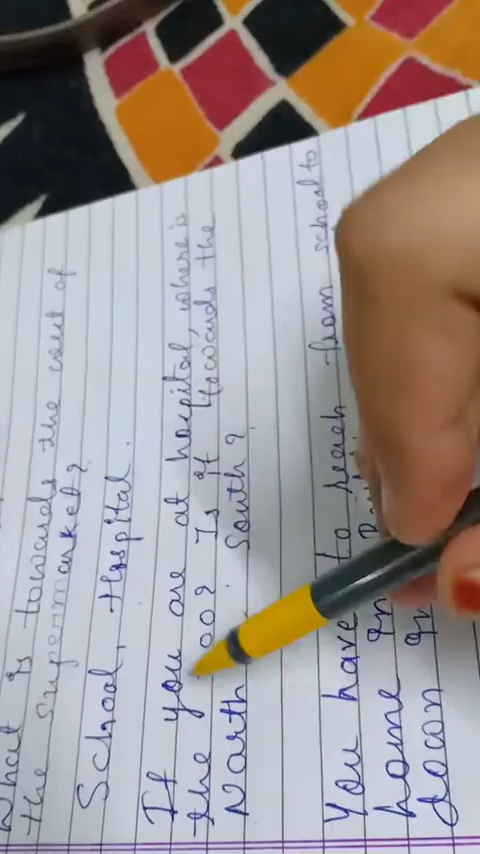 What is towards the east of
the supermarket?
School, Hospital.
If you are at hospital, where is
the zoo? Is it towards the
North South?
You have to reach from school to
home
down